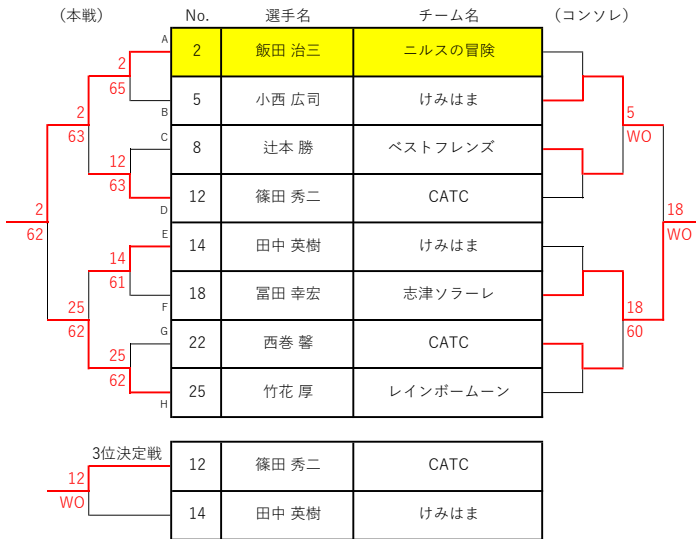 （本戦） No. 選手名 チーム名 （コンソレ）
A
2 飯田 治三 ニルスの冒険
2
65
5 小西 広司 けみはま
B
2
63
5
WO
C
8 辻本 勝 ベストフレンズ
12
63
12 篠田 秀二 CATC
D
2
62
18
WO
E
14 田中 英樹 けみはま
14
61
18 冨田 幸宏 志津ソラーレ
F
25
62
18
60
G
22 西巻 馨 CATC
25
62
25 竹花 厚 レインボームーン
H
3位決定戦
12 篠田 秀二 CATC
12
WO
14 田中 英樹 けみはま